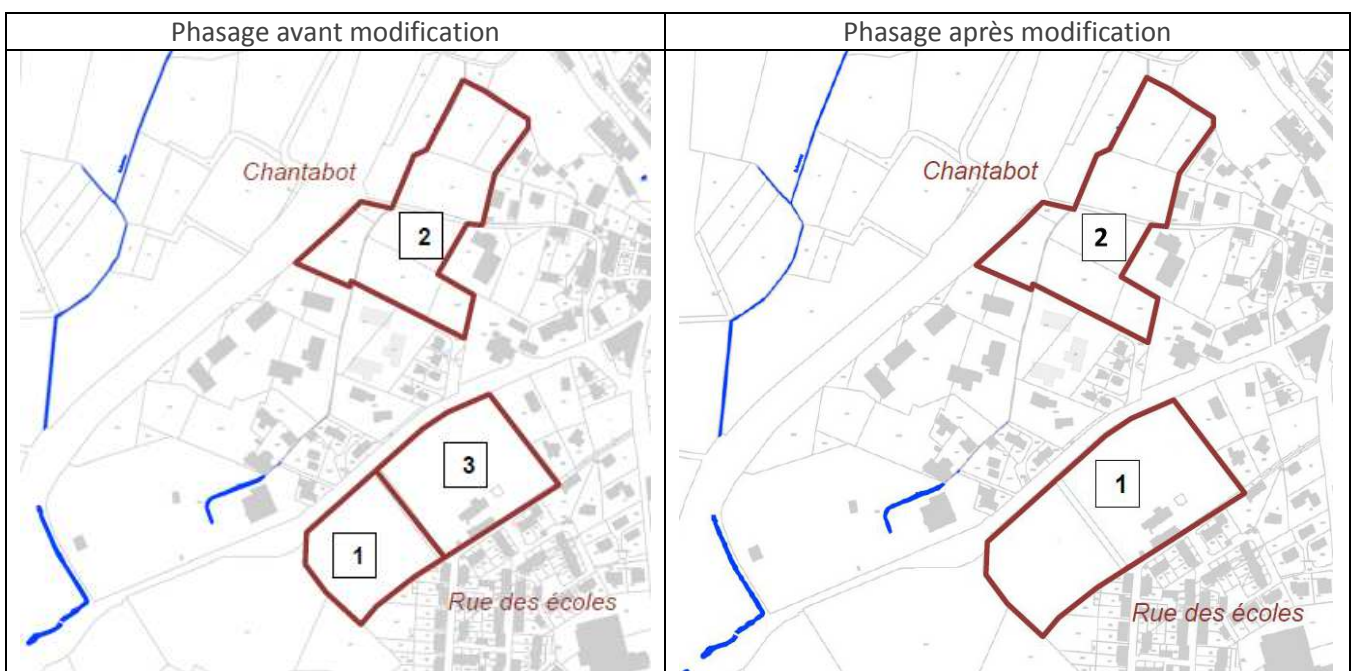 Phasage avant modification
Phasage après modification
Chantabot
2
3
1
Rue des écoles
Chantabot
2
1
Rue des écoles